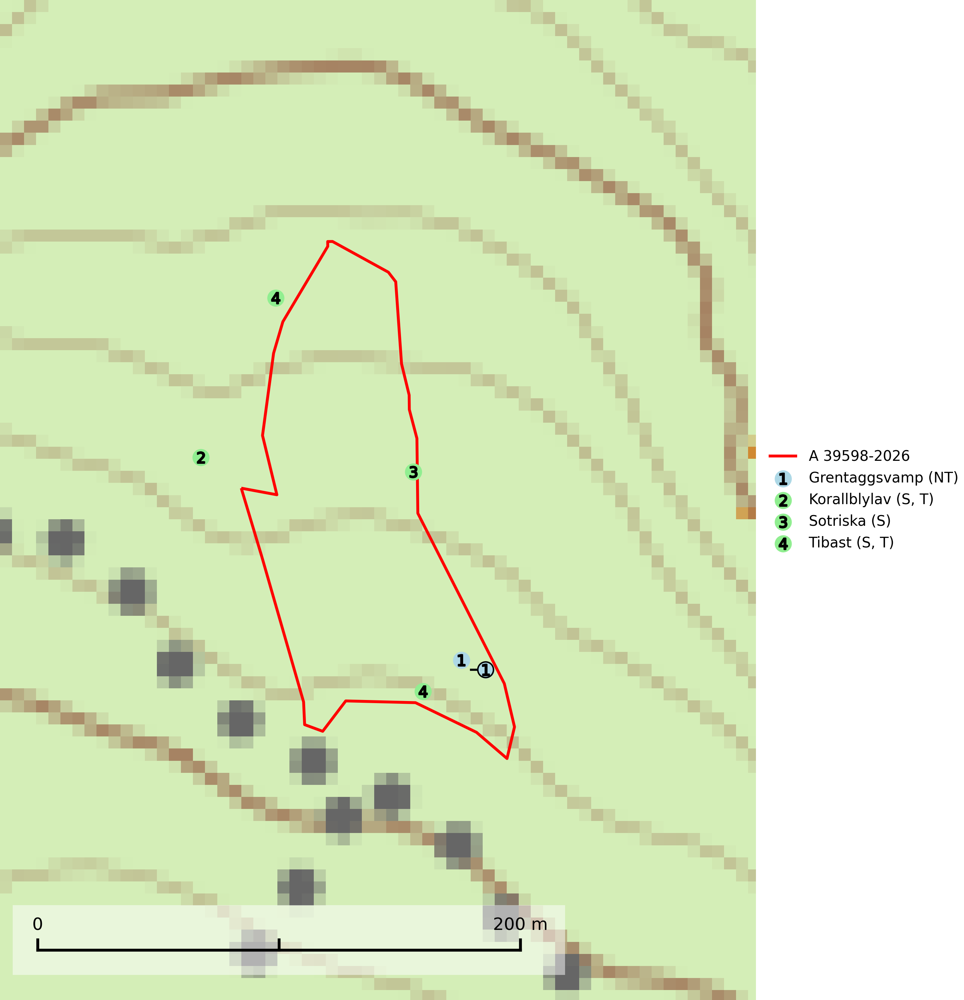 4
2
3
1
1
4
A 39598-2026
1 Grentaggsvamp (NT)
2 Korallblylav (S, T)
3 Sotriska (S)
4 Tibast (S, T)
0 200 m